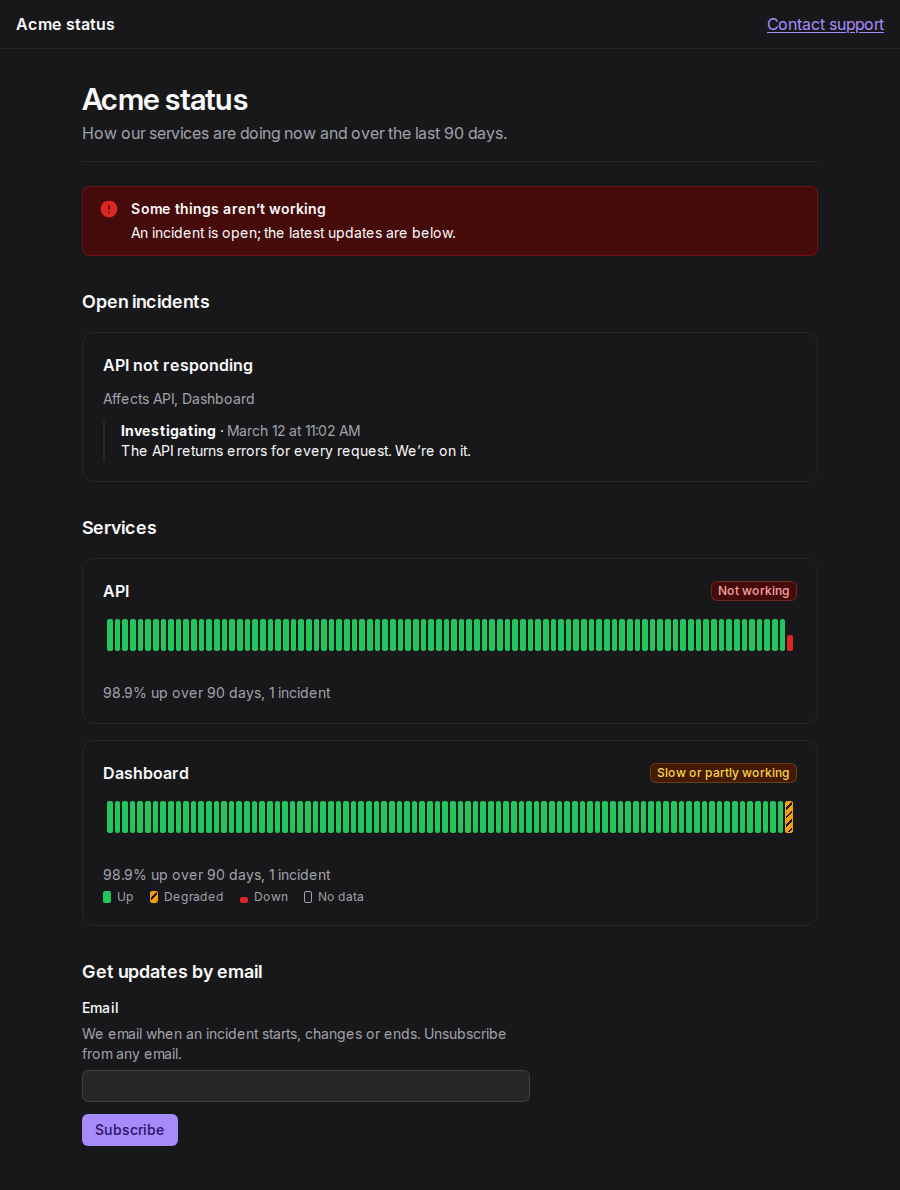 Acme status
Contact support
Acme status
How our services are doing now and over the last 90 days.
Some things aren’t working
An incident is open; the latest updates are below.
Open incidents
API not responding
Affects API, Dashboard
Investigating · March 12 at 11:02 AM
The API returns errors for every request. We’re on it.
Services
API
Not working
98.9% up over 90 days, 1 incident
Dashboard
Slow or partly working
98.9% up over 90 days, 1 incident
Up
Degraded
Down
No data
Get updates by email
Email
We email when an incident starts, changes or ends. Unsubscribe
from any email.
Subscribe